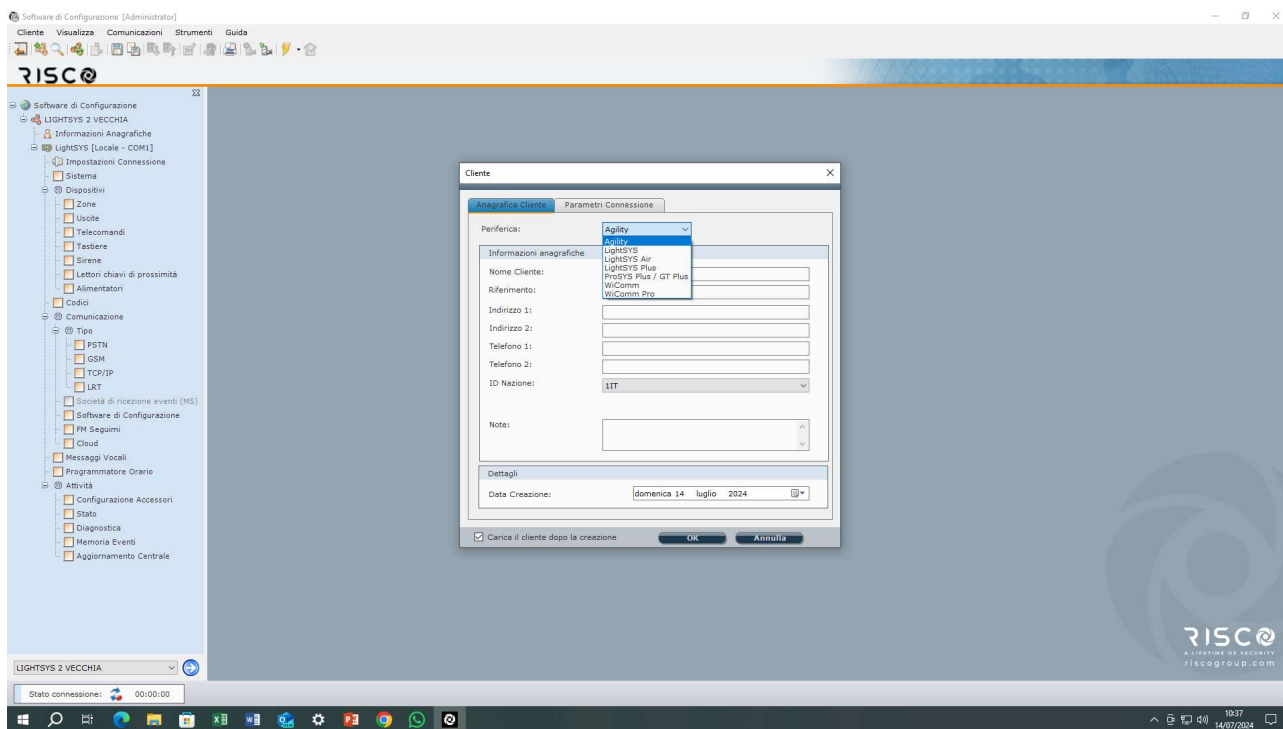 Software di Configurazione [Administrator]
Cliente Visualizza Comunicazioni Strumenti Guida
RISCO
Software di Configurazione
LIGHTSYS 2 VECCHIA
Informazioni Anagrafiche
LightSYS [Locale - COM1]
Impostazioni Connessione
Sistema
Dispositivi
Zone
Uscite
Telecomandi
Tastiere
Sirene
Lettori chiavi di prossimità
Alimentatori
Codici
Comunicazione
Tipo
PSTN
GSM
TCP/IP
LRT
Società di ricezione eventi (MS)
Software di Configurazione
FM Seguimi
Cloud
Messaggi Vocali
Programmatore Orario
Attività
Configurazione Accessori
Stato
Diagnostica
Memoria Eventi
Aggiornamento Centrale
LIGHTSYS 2 VECCHIA
Stato connessione: 00:00:00
Cliente
Anagrafica Cliente Parametri Connessione
Periferica: Agility
Agility
LightSYS
LightSYS Air
LightSYS Plus
ProSYS Plus / GT Plus
WiComm
WiComm Pro
Informazioni anagrafiche
Nome Cliente:
Riferimento:
Indirizzo 1:
Indirizzo 2:
Telefono 1:
Telefono 2:
ID Nazione: 1IT
Note:
Dettagli
Data Creazione: domenica 14 luglio 2024
Carica il cliente dopo la creazione OK Annulla
RISCO
A LIFETIME OF SECURITY
riscogroup.com
10:37
14/07/2024